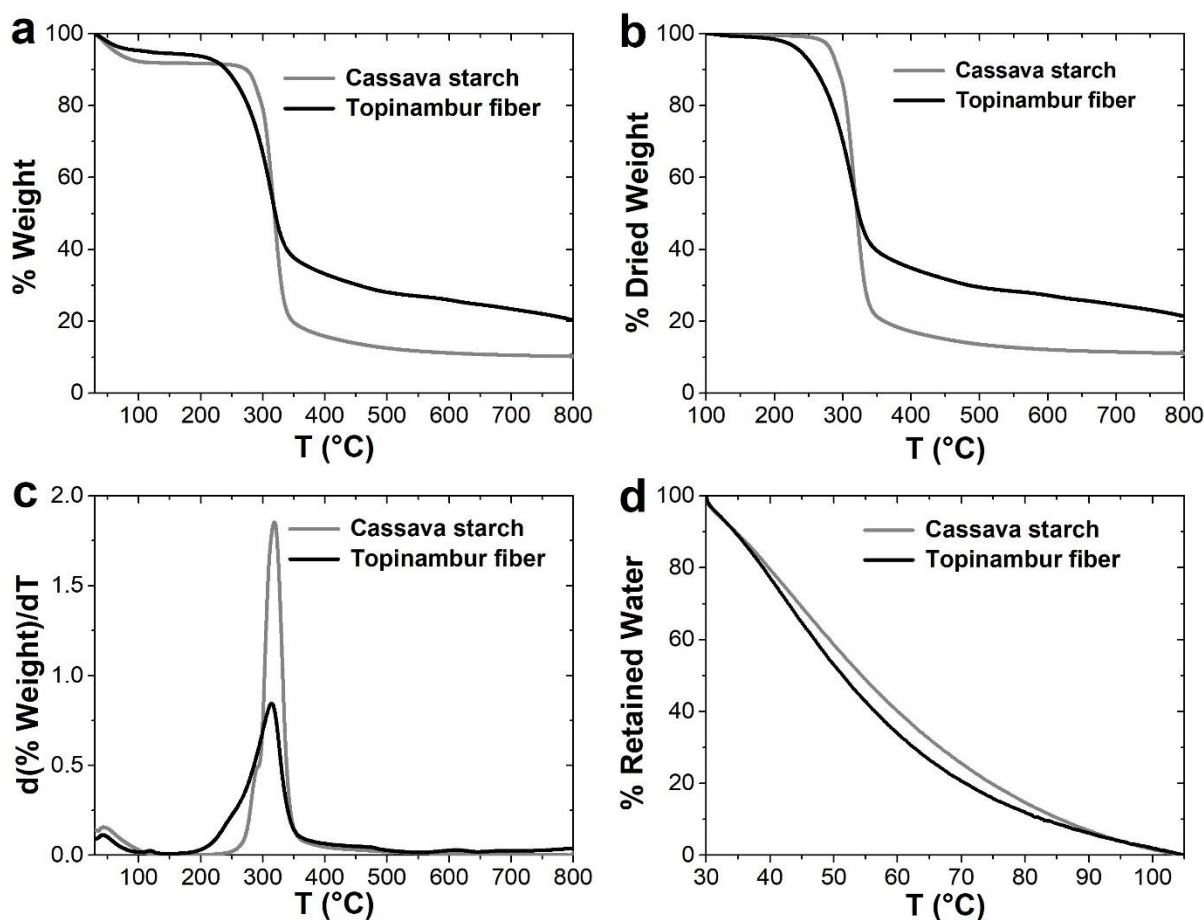 a
% Weight
100
80
60
40
20
0
100 200 300 400 500 600 700 800
T (°C)
Cassava starch
Topinambur fiber
b
% Dried Weight
100
80
60
40
20
0
100 200 300 400 500 600 700 800
T (°C)
Cassava starch
Topinambur fiber
c
d(% Weight)/dT
2.0
1.5
1.0
0.5
0.0
100 200 300 400 500 600 700 800
T (°C)
Cassava starch
Topinambur fiber
d
% Retained Water
100
80
60
40
20
0
30 40 50 60 70 80 90 100
T (°C)
Cassava starch
Topinambur fiber